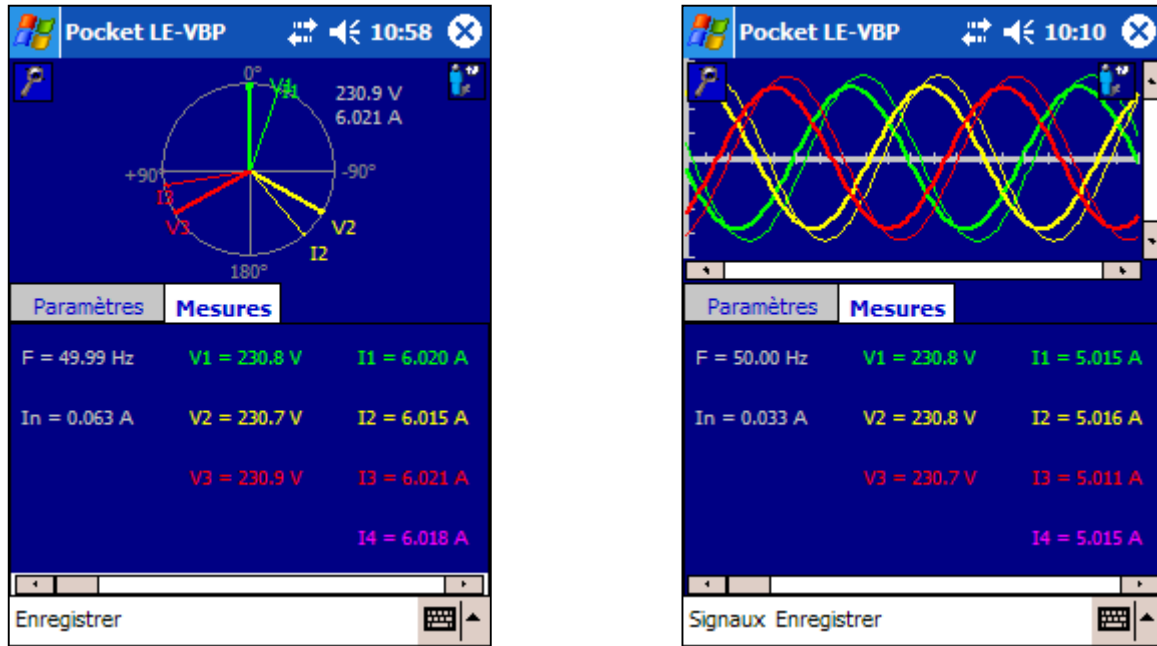 Pocket LE-VBP 10:58
0°
V1
230.9 V
6.021 A
+90°
-90°
I3
V3
V2
I2
180°
Paramètres Mesures
F = 49.99 Hz V1 = 230.8 V I1 = 6.020 A
In = 0.063 A V2 = 230.7 V I2 = 6.015 A
V3 = 230.9 V I3 = 6.021 A
I4 = 6.018 A
Enregistrer
Pocket LE-VBP 10:10
Paramètres Mesures
F = 50.00 Hz V1 = 230.8 V I1 = 5.015 A
In = 0.033 A V2 = 230.8 V I2 = 5.016 A
V3 = 230.7 V I3 = 5.011 A
I4 = 5.015 A
Signaux Enregistrer